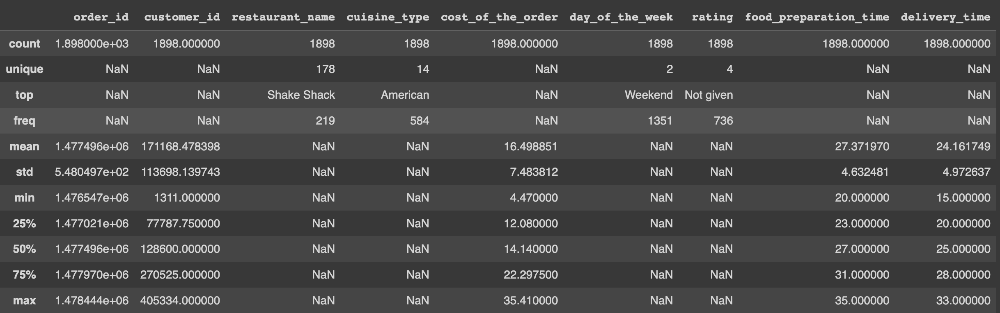 order_id customer_id restaurant_name cuisine_type cost_of_the_order day_of_the_week rating food_preparation_time delivery_time
count 1.898000e+03 1898.000000 1898 1898 1898.000000 1898 1898 1898.000000 1898.000000
unique NaN NaN 178 14 NaN 2 4 NaN NaN
top NaN NaN Shake Shack American NaN Weekend Not given NaN NaN
freq NaN NaN 219 584 NaN 1351 736 NaN NaN
mean 1.477496e+06 171168.478398 NaN NaN 16.498851 NaN NaN 27.371970 24.161749
std 5.480497e+02 113698.139743 NaN NaN 7.483812 NaN NaN 4.632481 4.972637
min 1.476547e+06 1311.000000 NaN NaN 4.470000 NaN NaN 20.000000 15.000000
25% 1.477021e+06 77787.750000 NaN NaN 12.080000 NaN NaN 23.000000 20.000000
50% 1.477496e+06 128600.000000 NaN NaN 14.140000 NaN NaN 27.000000 25.000000
75% 1.477970e+06 270525.000000 NaN NaN 22.297500 NaN NaN 31.000000 28.000000
max 1.478444e+06 405334.000000 NaN NaN 35.410000 NaN NaN 35.000000 33.000000